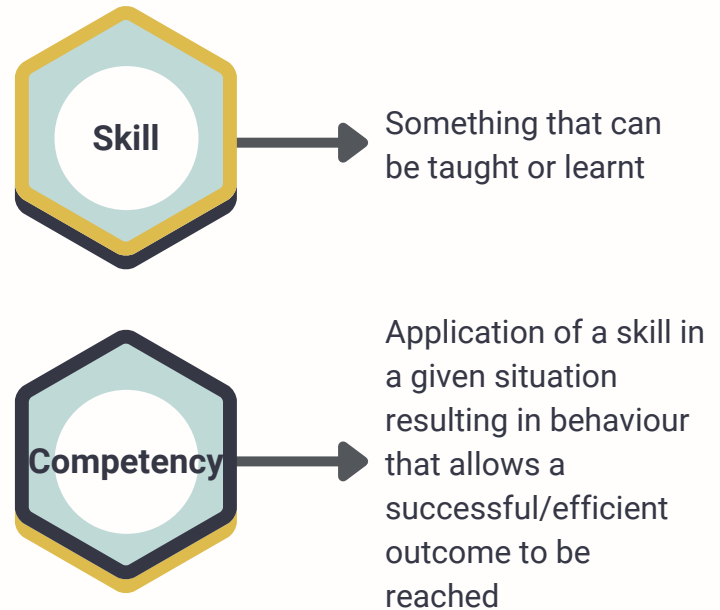 Skill
Something that can
be taught or learnt
Competency
Application of a skill in
a given situation
resulting in behaviour
that allows a
successful/efficient
outcome to be
reached